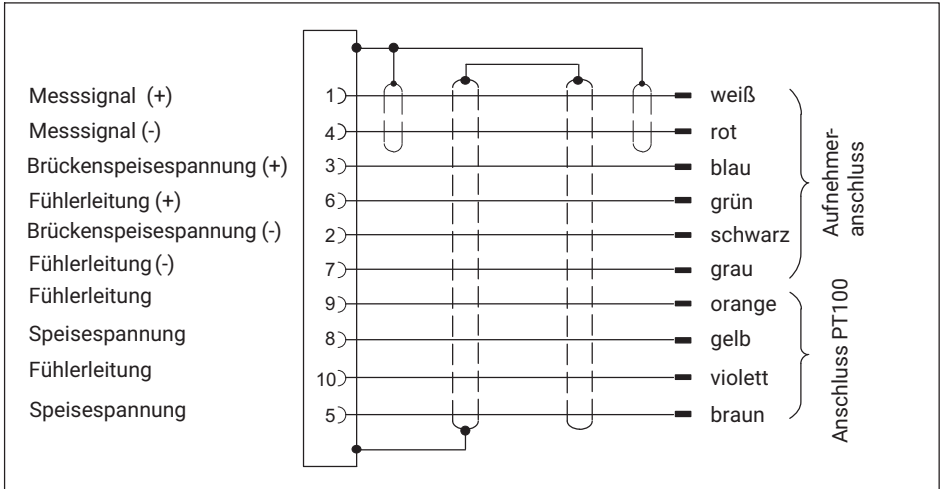 Messsignal (+) 1 weiß
Messsignal (-) 4 rot
Brückenspeisespannung (+) 3 blau
Fühlerleitung (+) 6 grün
Brückenspeisespannung (-) 2 schwarz
Fühlerleitung (-) 7 grau
Fühlerleitung 9 orange
Speisespannung 8 gelb
Fühlerleitung 10 violett
Speisespannung 5 braun
Aufnehmer-
anschluss
Anschluss PT100